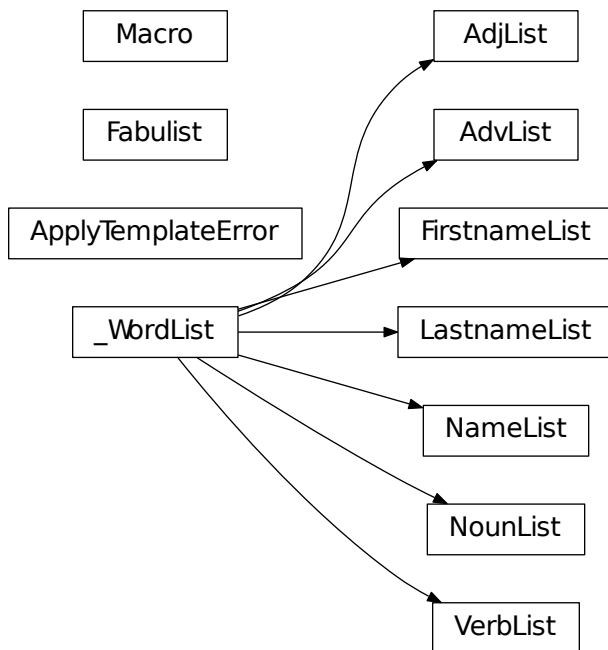 Macro
Fabulist
ApplyTemplateError
_WordList
AdjList
AdvList
FirstnameList
LastnameList
NameList
NounList
VerbList